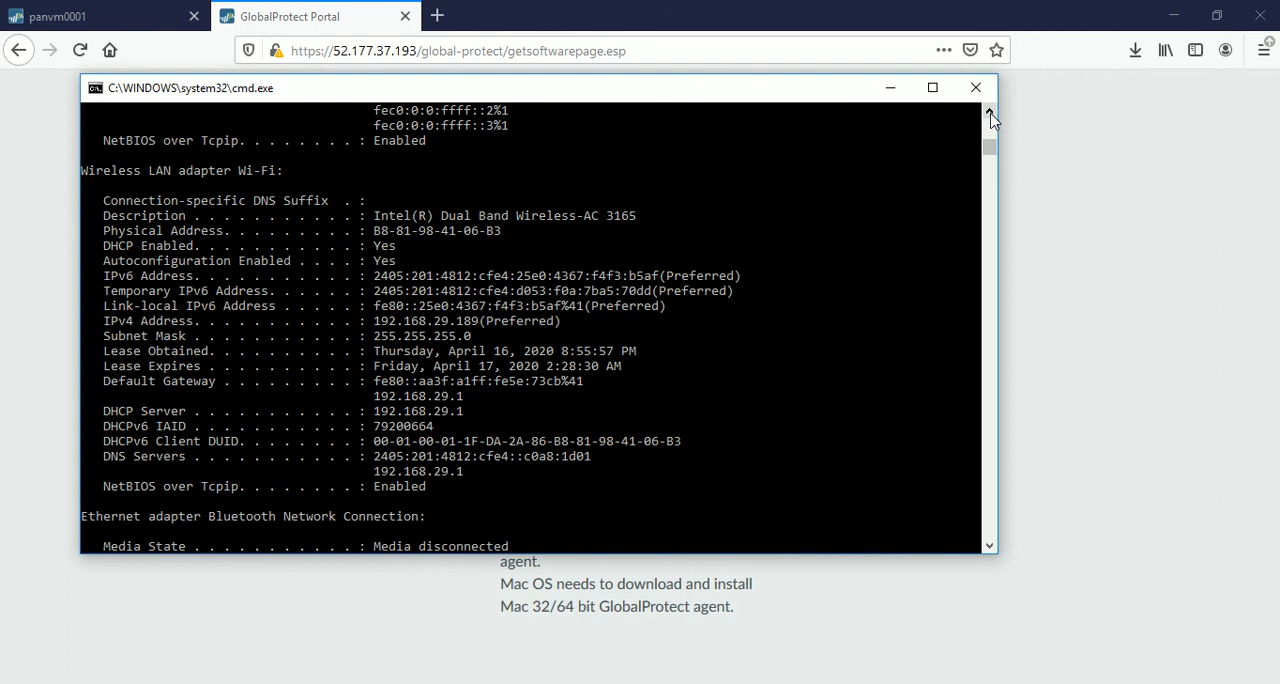 panvm0001
GlobalProtect Portal
https://52.177.37.193/global-protect/getsoftwarepage.esp
C:\WINDOWS\system32\cmd.exe
fec0:0:0:ffff::2%1
fec0:0:0:ffff::3%1
NetBIOS over Tcpip. . . . . . . . : Enabled
Wireless LAN adapter Wi-Fi:
Connection-specific DNS Suffix  . :
Description . . . . . . . . . . . : Intel(R) Dual Band Wireless-AC 3165
Physical Address. . . . . . . . . : B8-81-98-41-06-B3
DHCP Enabled. . . . . . . . . . . : Yes
Autoconfiguration Enabled . . . . : Yes
IPv6 Address. . . . . . . . . . . : 2405:201:4812:cfe4:25e0:4367:f4f3:b5af(Preferred)
Temporary IPv6 Address. . . . . . : 2405:201:4812:cfe4:d053:f0a:7ba5:70dd(Preferred)
Link-local IPv6 Address . . . . . : fe80::25e0:4367:f4f3:b5af%41(Preferred)
IPv4 Address. . . . . . . . . . . : 192.168.29.189(Preferred)
Subnet Mask . . . . . . . . . . . : 255.255.255.0
Lease Obtained. . . . . . . . . . : Thursday, April 16, 2020 8:55:57 PM
Lease Expires . . . . . . . . . . : Friday, April 17, 2020 2:28:30 AM
Default Gateway . . . . . . . . . : fe80::aa3f:a1ff:fe5e:73cb%41
192.168.29.1
DHCP Server . . . . . . . . . . . : 192.168.29.1
DHCPv6 IAID . . . . . . . . . . . : 79200664
DHCPv6 Client DUID. . . . . . . . : 00-01-00-01-1F-DA-2A-86-B8-81-98-41-06-B3
DNS Servers . . . . . . . . . . . : 2405:201:4812:cfe4::c0a8:1d01
192.168.29.1
NetBIOS over Tcpip. . . . . . . . : Enabled
Ethernet adapter Bluetooth Network Connection:
Media State . . . . . . . . . . . : Media disconnected
agent.
Mac OS needs to download and install
Mac 32/64 bit GlobalProtect agent.